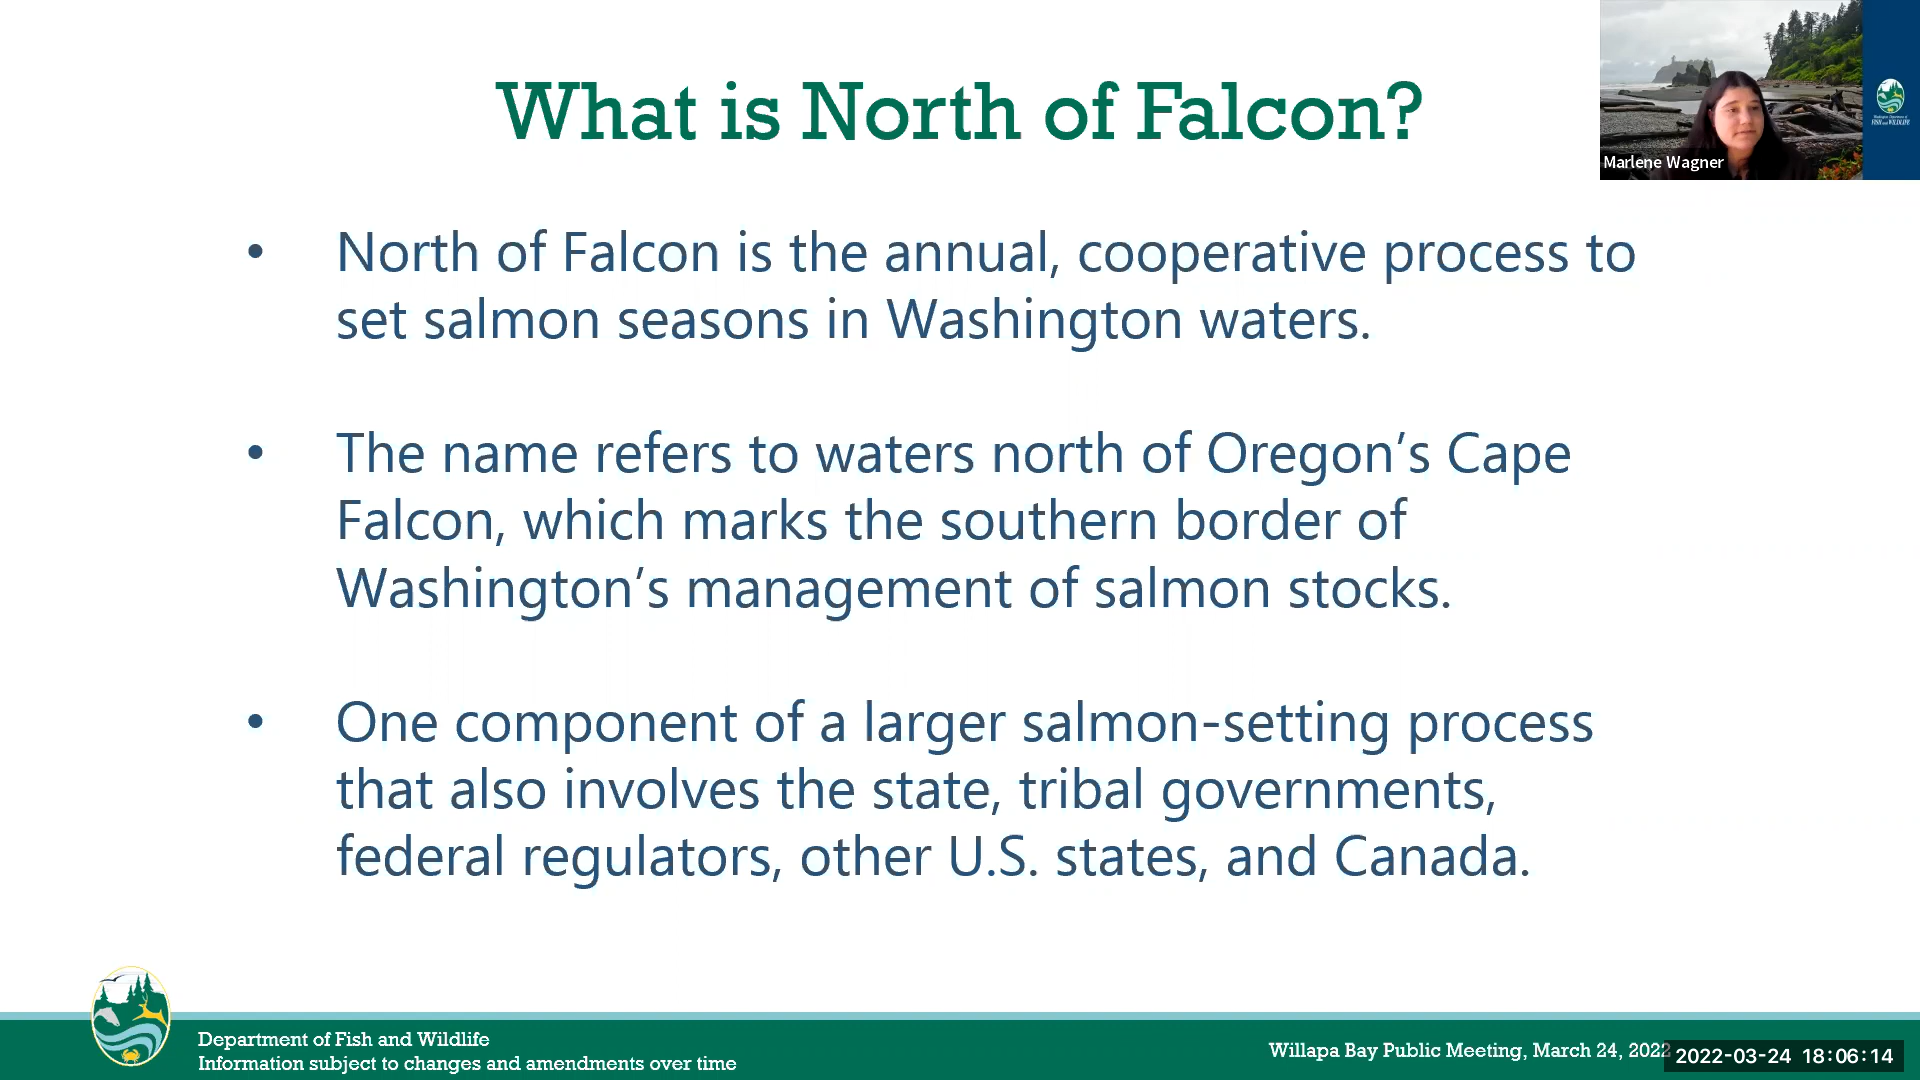 What is North of Falcon?
Marlene Wagner
• North of Falcon is the annual, cooperative process to
set salmon seasons in Washington waters.
• The name refers to waters north of Oregon’s Cape
Falcon, which marks the southern border of
Washington’s management of salmon stocks.
• One component of a larger salmon-setting process
that also involves the state, tribal governments,
federal regulators, other U.S. states, and Canada.
Department of Fish and Wildlife
Information subject to changes and amendments over time
Willapa Bay Public Meeting, March 24, 2022
2022-03-24 18:06:14